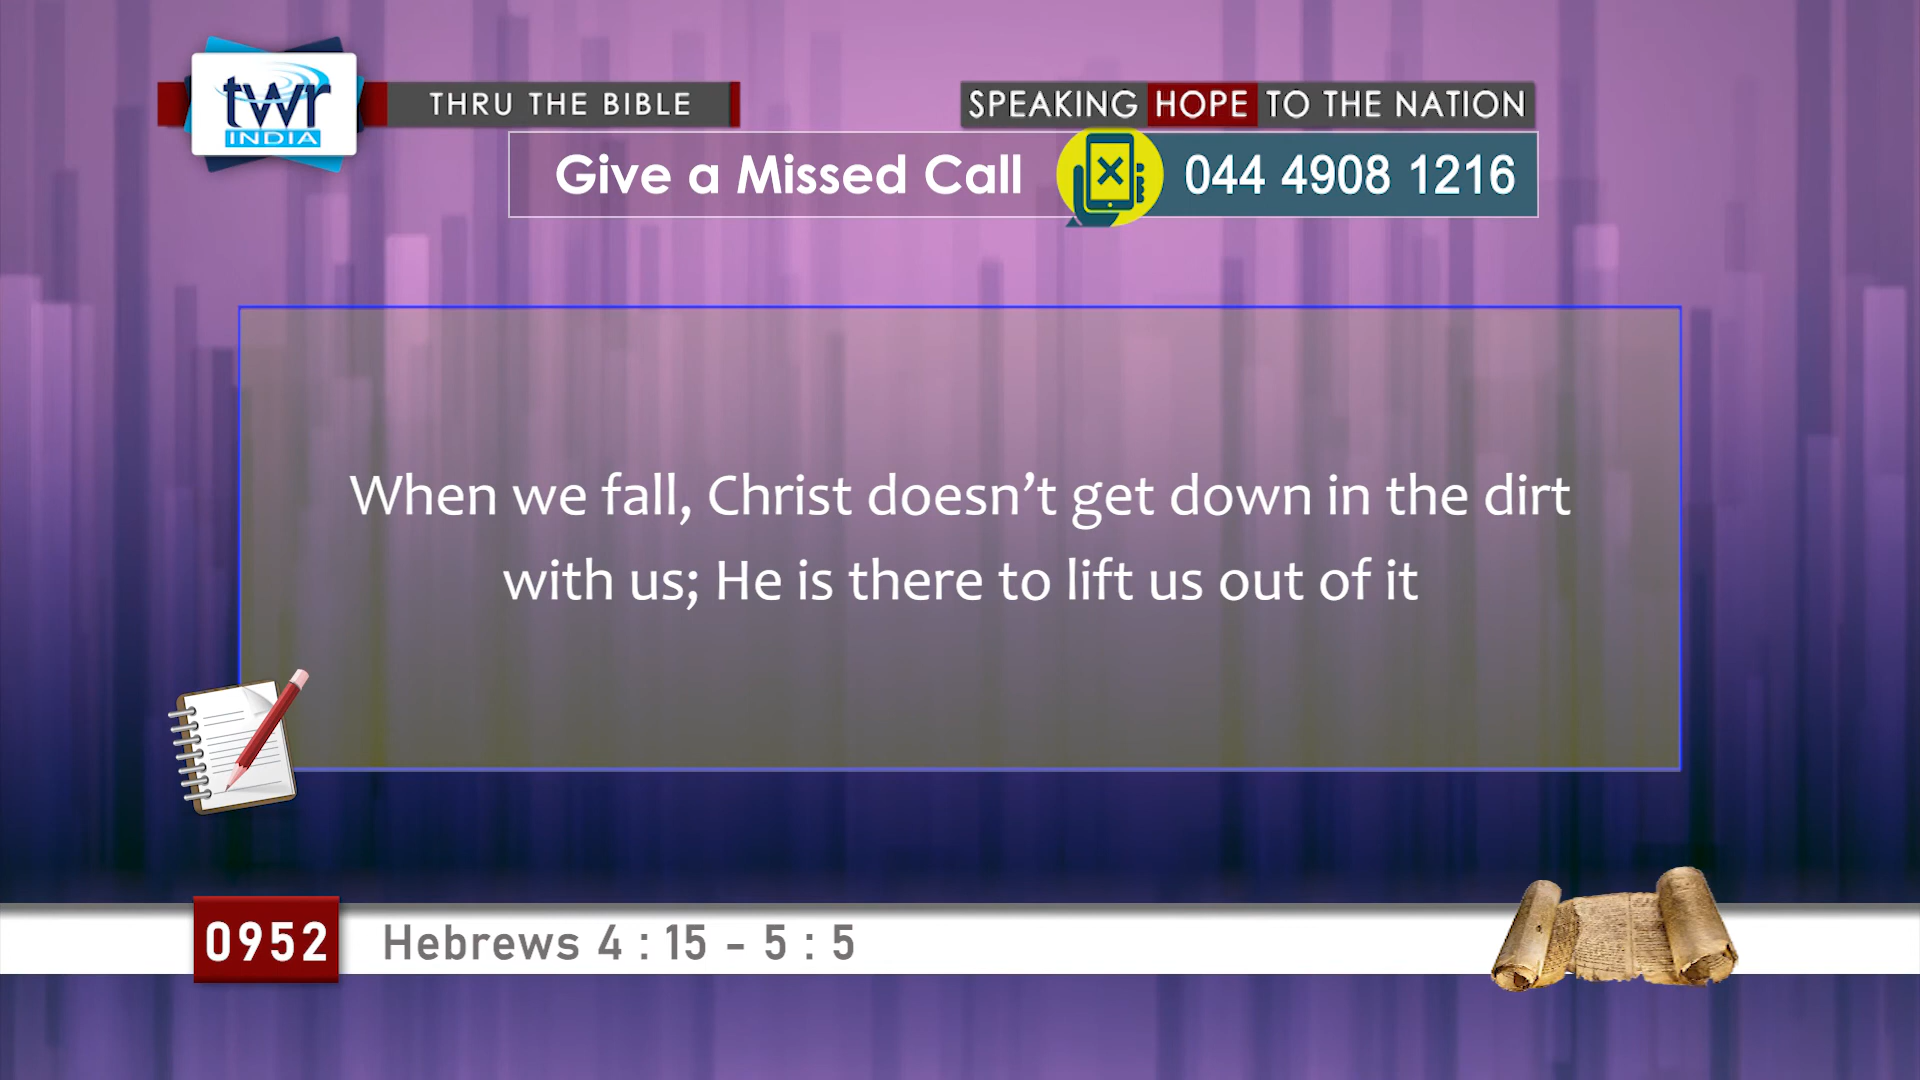 twr
INDIA
THRU THE BIBLE
SPEAKING HOPE TO THE NATION
Give a Missed Call
044 4908 1216
When we fall, Christ doesn’t get down in the dirt
with us; He is there to lift us out of it
0952
Hebrews 4 : 15 - 5 : 5